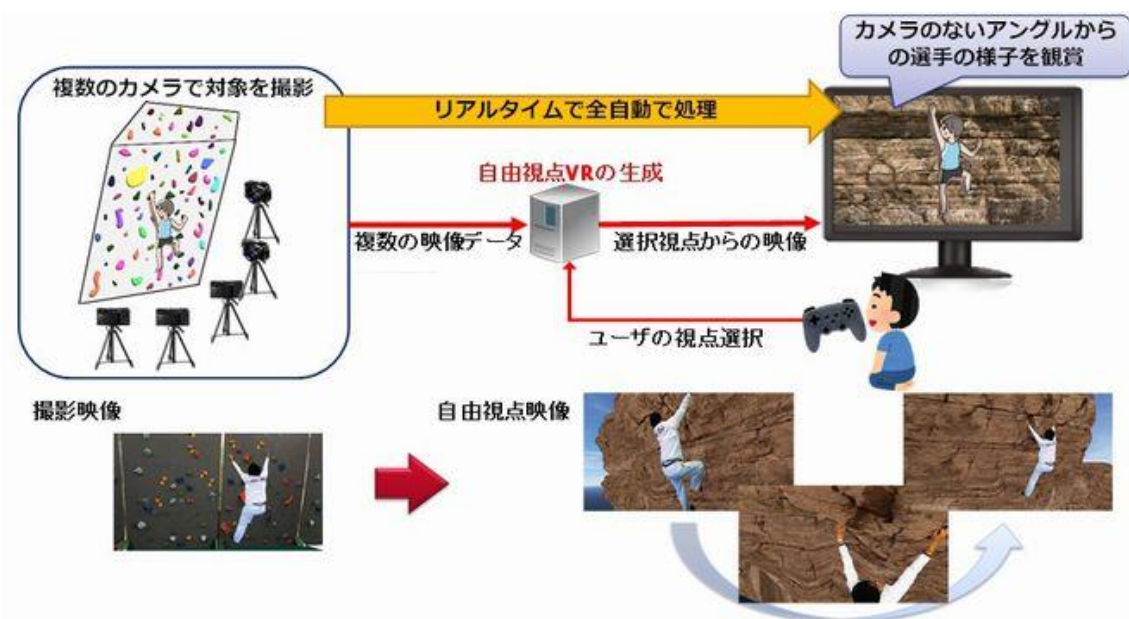 カメラのないアングルから
の選手の様子を観賞
複数のカメラで対象を撮影
リアルタイムで全自動で処理
自由視点VRの生成
複数の映像データ
選択視点からの映像
ユーザの視点選択
撮影映像
自由視点映像